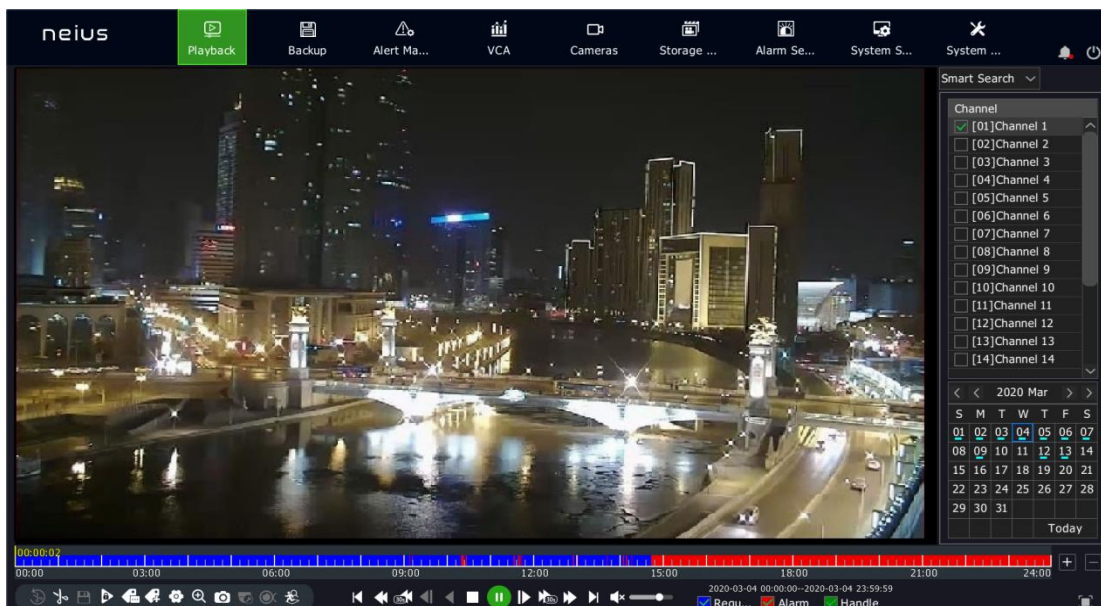 neius
Playback
Backup
Alert Ma...
VCA
Cameras
Storage ...
Alarm Se...
System S...
System ...
Smart Search
Channel
[01]Channel 1
[02]Channel 2
[03]Channel 3
[04]Channel 4
[05]Channel 5
[06]Channel 6
[07]Channel 7
[08]Channel 8
[09]Channel 9
[10]Channel 10
[11]Channel 11
[12]Channel 12
[13]Channel 13
[14]Channel 14
2020 Mar
S M T W T F S
01 02 03 04 05 06 07
08 09 10 11 12 13 14
15 16 17 18 19 20 21
22 23 24 25 26 27 28
29 30 31
Today
00:00:02
00:00 03:00 06:00 09:00 12:00 15:00 18:00 21:00 24:00
30s 30s
2020-03-04 00:00:00--2020-03-04 23:59:59
Regu... Alarm Handle